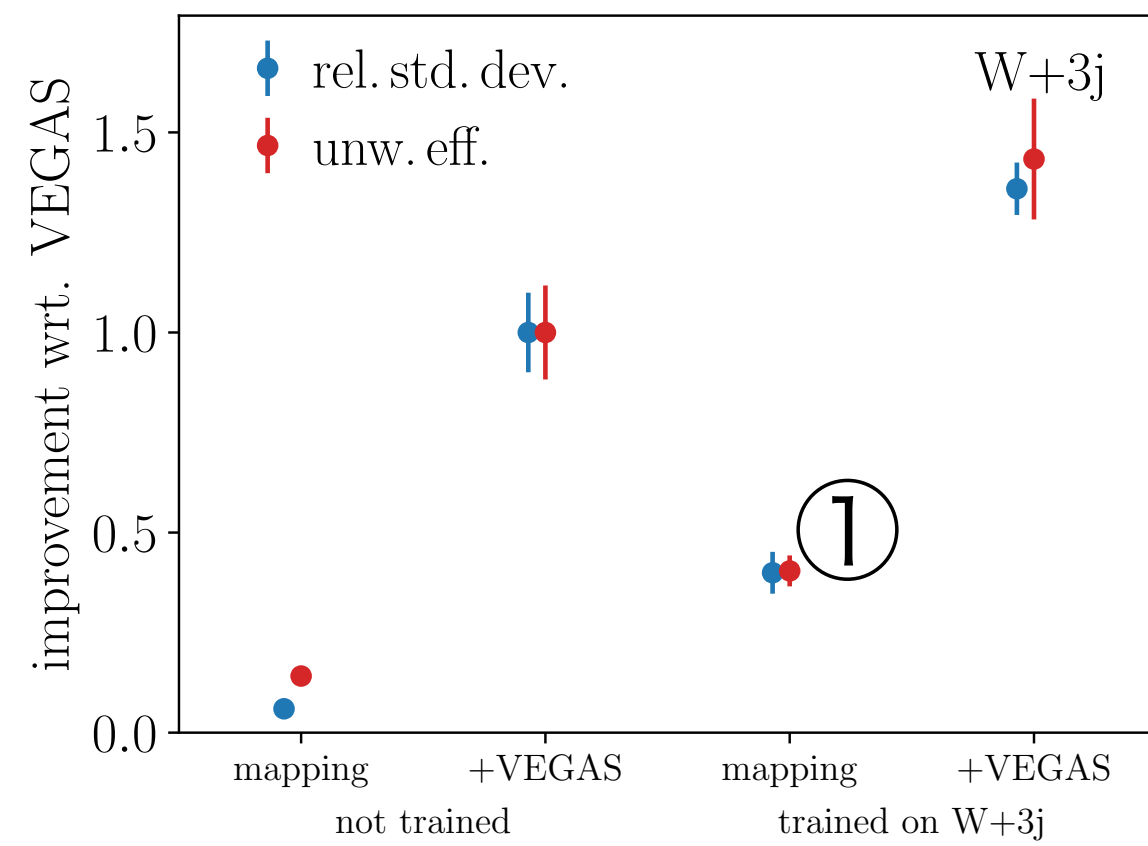 improvement wrt. VEGAS
rel. std. dev.
unw. eff.
W+3j
1.5
1.0
0.5
0.0
1
mapping +VEGAS mapping +VEGAS
not trained trained on W+3j